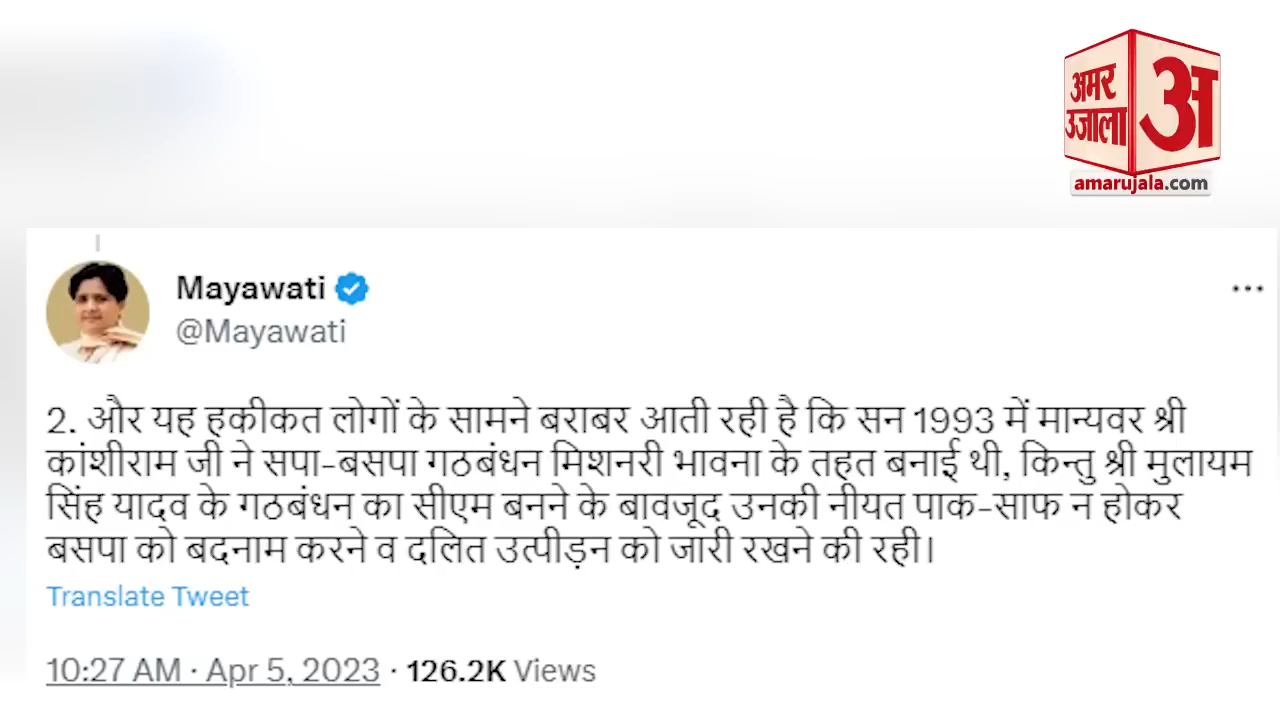 अमर
उजाला
अ
amarujala.com
Mayawati
@Mayawati
2. और यह हकीकत लोगों के सामने बराबर आती रही है कि सन 1993 में मान्यवर श्री
कांशीराम जी ने सपा-बसपा गठबंधन मिशनरी भावना के तहत बनाई थी, किन्तु श्री मुलायम
सिंह यादव के गठबंधन का सीएम बनने के बावजूद उनकी नीयत पाक-साफ न होकर
बसपा को बदनाम करने व दलित उत्पीड़न को जारी रखने की रही।
Translate Tweet
10:27 AM · Apr 5, 2023 · 126.2K Views